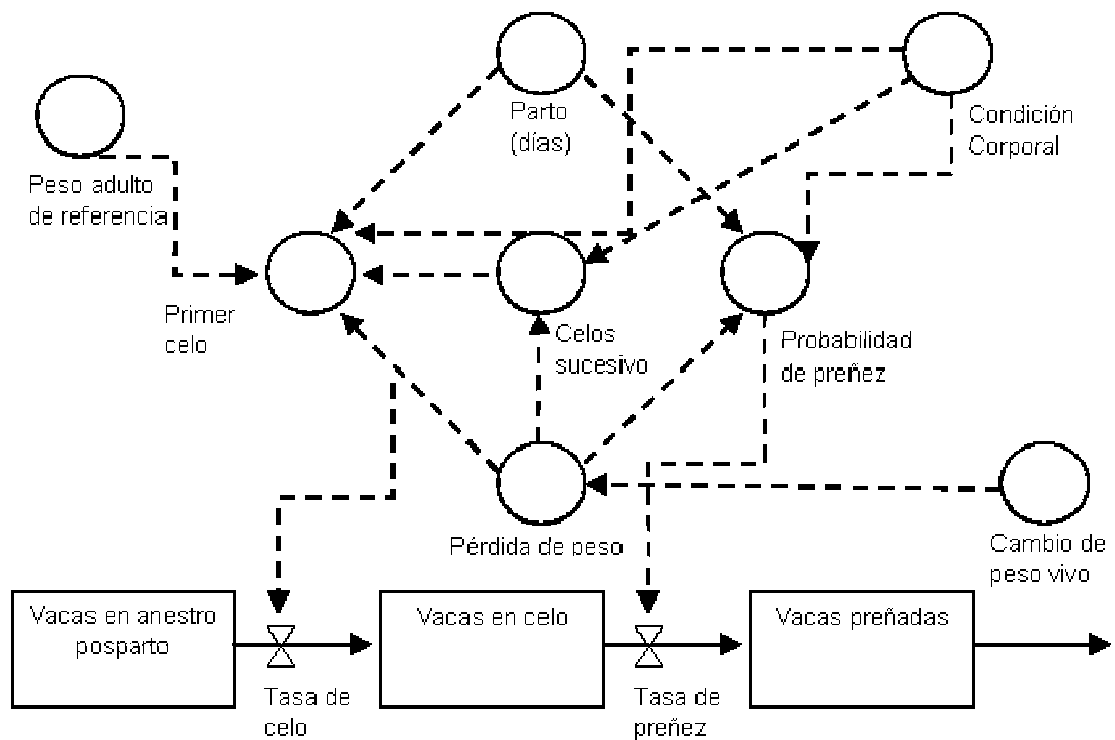 Parto
(días)
Condición
Corporal
Peso adulto
de referencia
Primer
celo
Celos
sucesivo
Probabilidad
de preñez
Pérdida de peso
Cambio de
peso vivo
Vacas en anestro
posparto
Vacas en celo
Vacas preñadas
Tasa de
celo
Tasa de
preñez